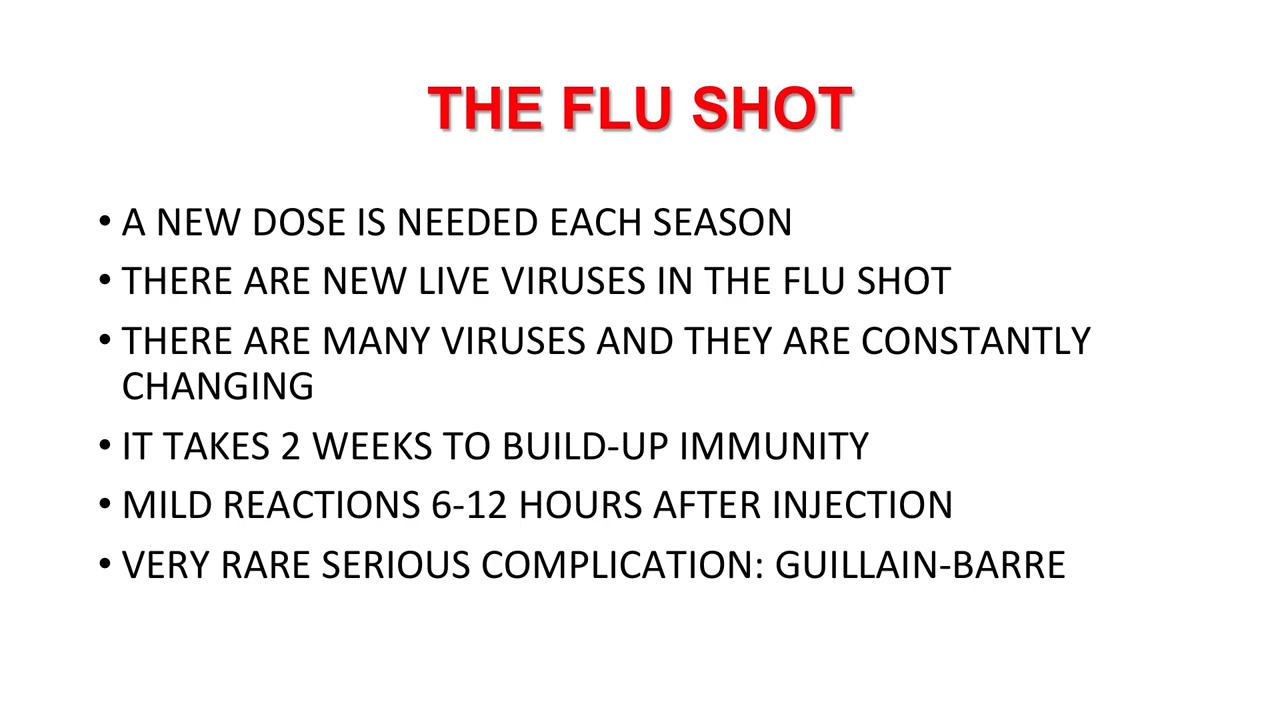 THE FLU SHOT
• A NEW DOSE IS NEEDED EACH SEASON
• THERE ARE NEW LIVE VIRUSES IN THE FLU SHOT
• THERE ARE MANY VIRUSES AND THEY ARE CONSTANTLY
CHANGING
• IT TAKES 2 WEEKS TO BUILD-UP IMMUNITY
• MILD REACTIONS 6-12 HOURS AFTER INJECTION
• VERY RARE SERIOUS COMPLICATION: GUILLAIN-BARRE